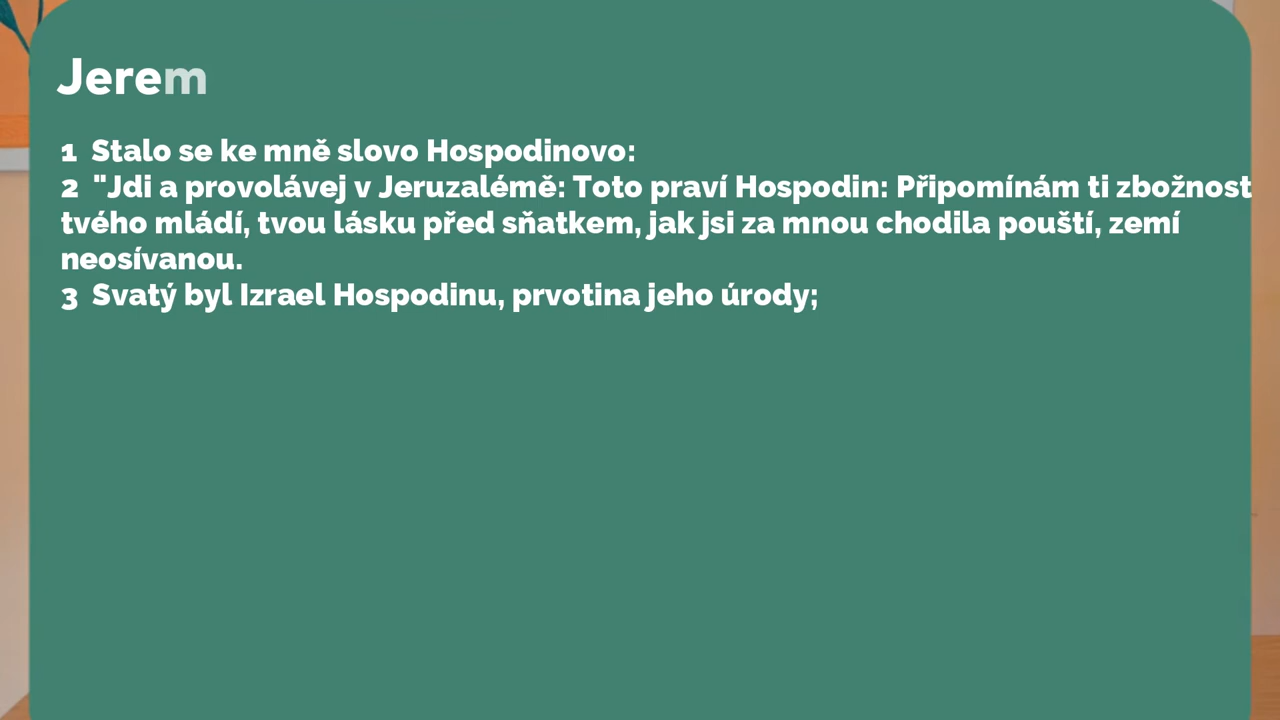 Jerem
1 Stalo se ke mně slovo Hospodinovo:
2 "Jdi a provolávej v Jeruzalémě: Toto praví Hospodin: Připomínám ti zbožnost
tvého mládí, tvou lásku před sňatkem, jak jsi za mnou chodila pouští, zemí
neosívanou.
3 Svatý byl Izrael Hospodinu, prvotina jeho úrody;